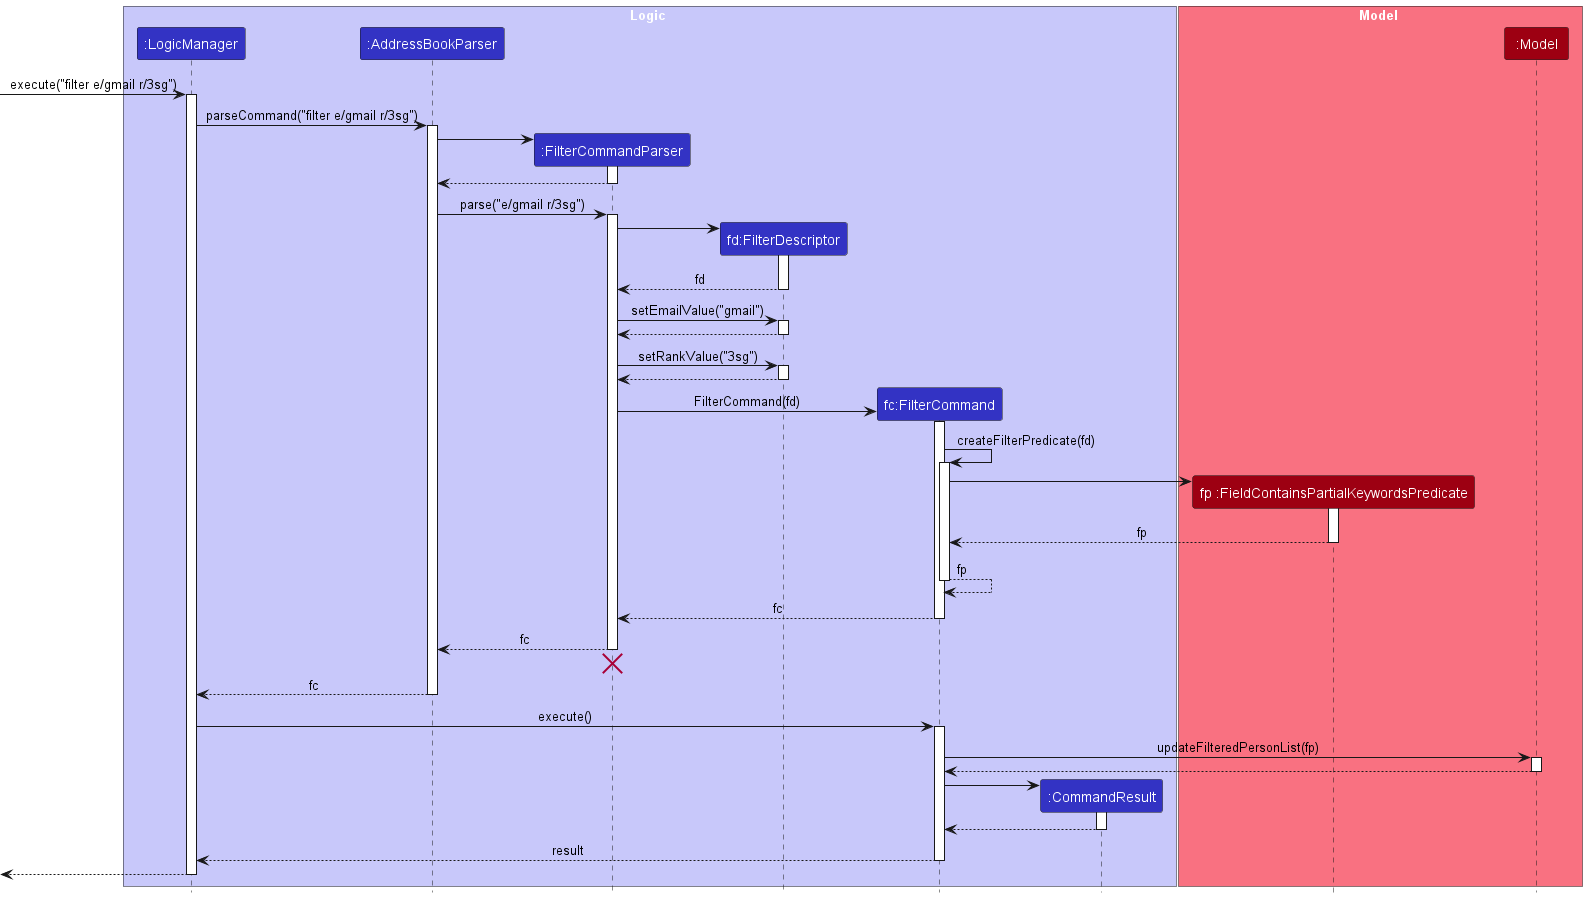 Logic
Model
:LogicManager
:AddressBookParser
:Model
execute("filter e/gmail r/3sg")
parseCommand("filter e/gmail r/3sg")
:FilterCommandParser
parse("e/gmail r/3sg")
fd:FilterDescriptor
fd
setEmailValue("gmail")
setRankValue("3sg")
FilterCommand(fd)
fc:FilterCommand
createFilterPredicate(fd)
fp :FieldContainsPartialKeywordsPredicate
fp
fp
fc
fc
fc
execute()
updateFilteredPersonList(fp)
:CommandResult
result